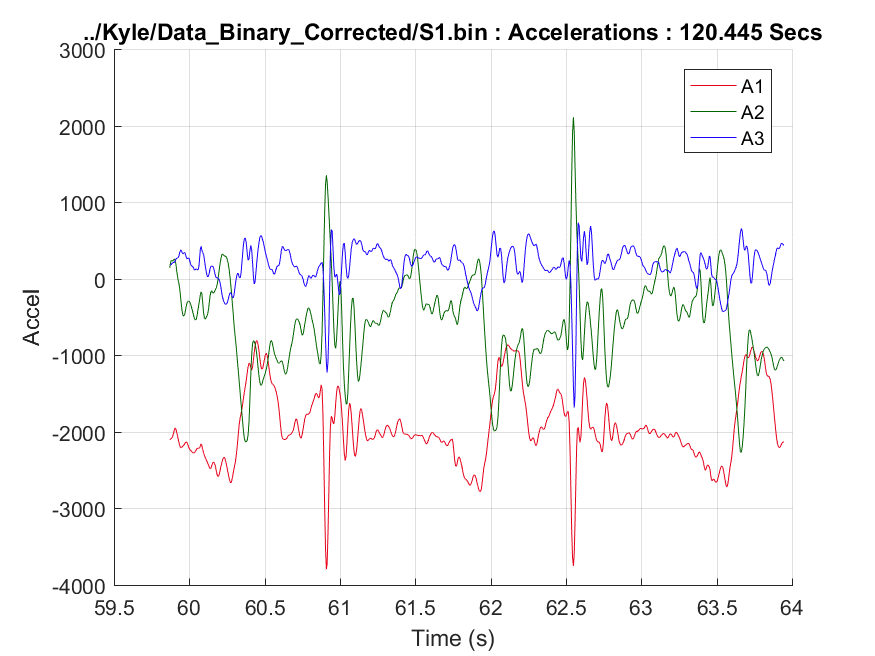 ../Kyle/Data_Binary_Corrected/S1.bin : Accelerations : 120.445 Secs
3000
2000
1000
0
-1000
-2000
-3000
-4000
Accel
A1
A2
A3
59.5 60 60.5 61 61.5 62 62.5 63 63.5 64
Time (s)